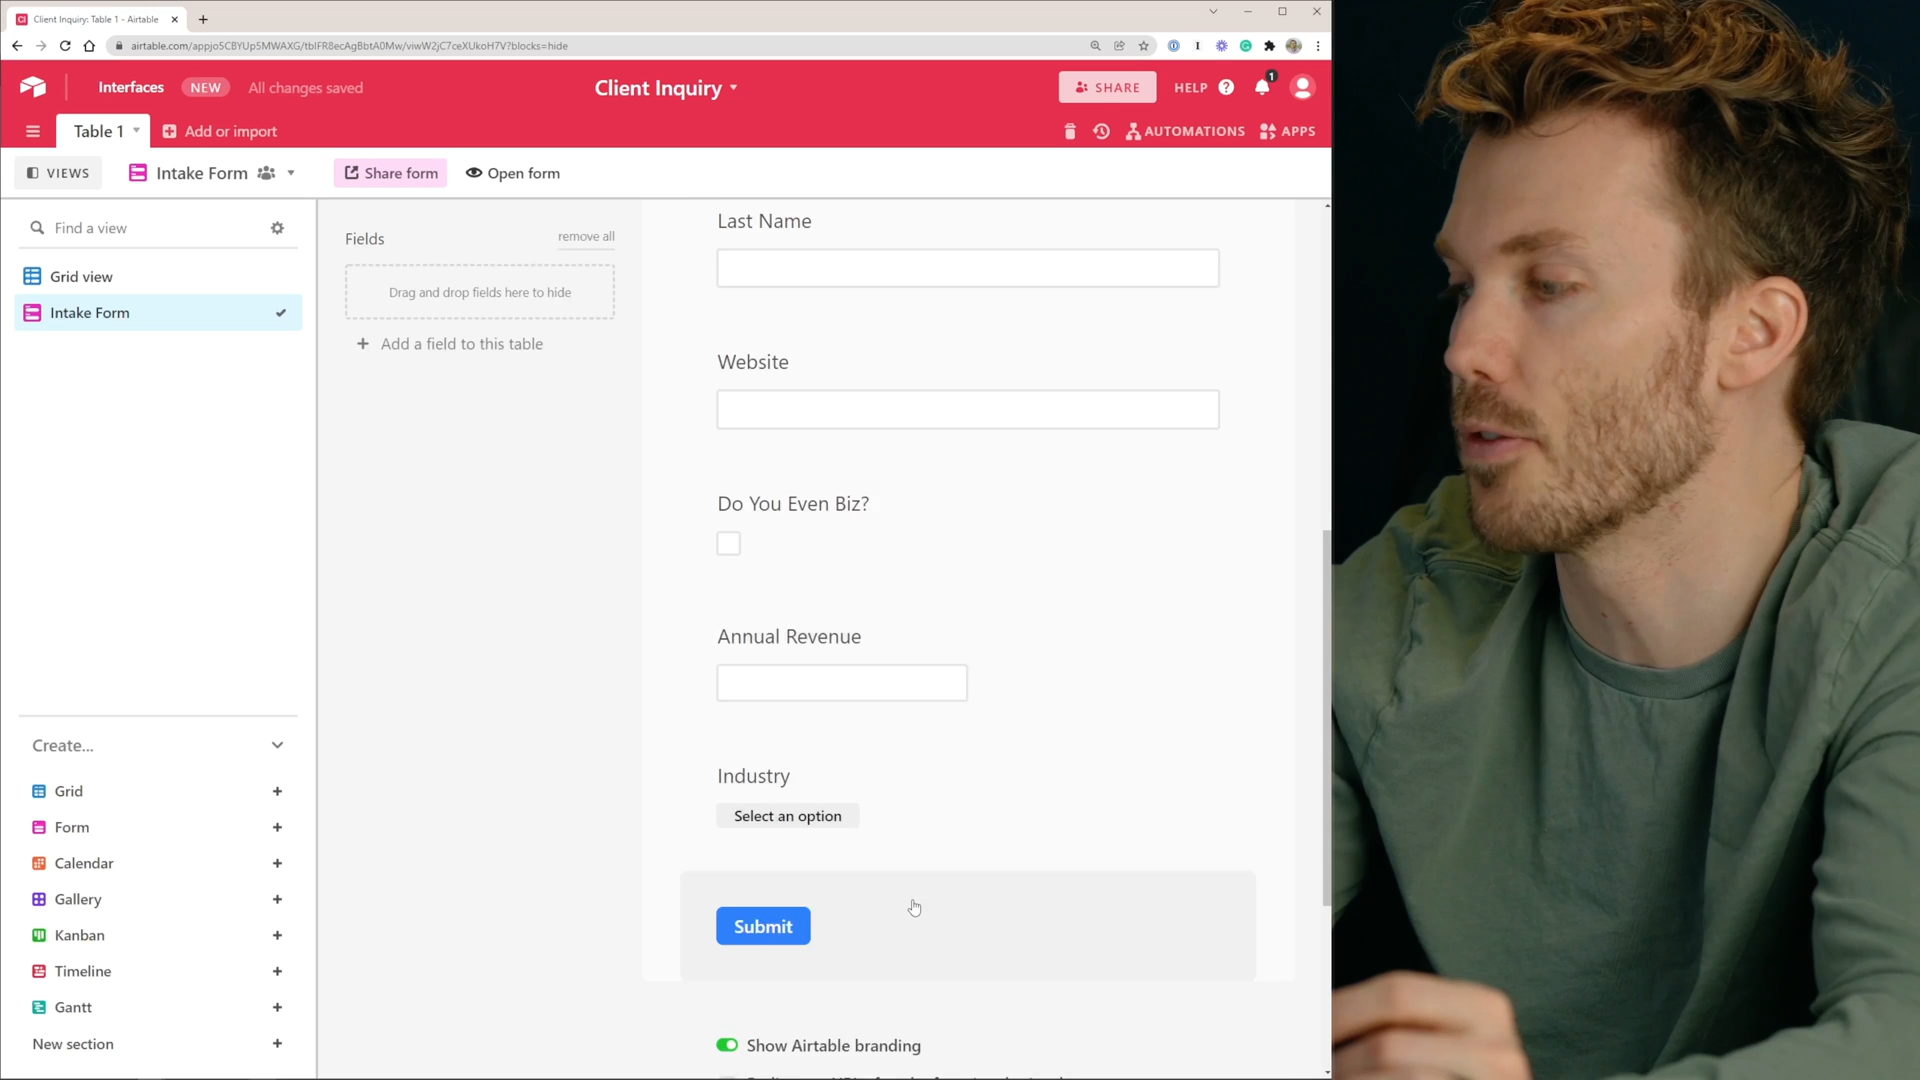 Client Inquiry: Table 1 - Airtable
airtable.com/appjo5CBYUp5MWAXG/tblFR8ecAgBbtA0Mw/viwW2jC7ceXUkoH7V?blocks=hide
Interfaces
NEW
All changes saved
Client Inquiry
SHARE
HELP
1
Table 1
Add or import
AUTOMATIONS
APPS
VIEWS
Intake Form
Share form
Open form
Find a view
Grid view
Intake Form
Create...
Grid
Form
Calendar
Gallery
Kanban
Timeline
Gantt
New section
Fields
remove all
Drag and drop fields here to hide
Add a field to this table
Last Name
Website
Do You Even Biz?
Annual Revenue
Industry
Select an option
Submit
Show Airtable branding